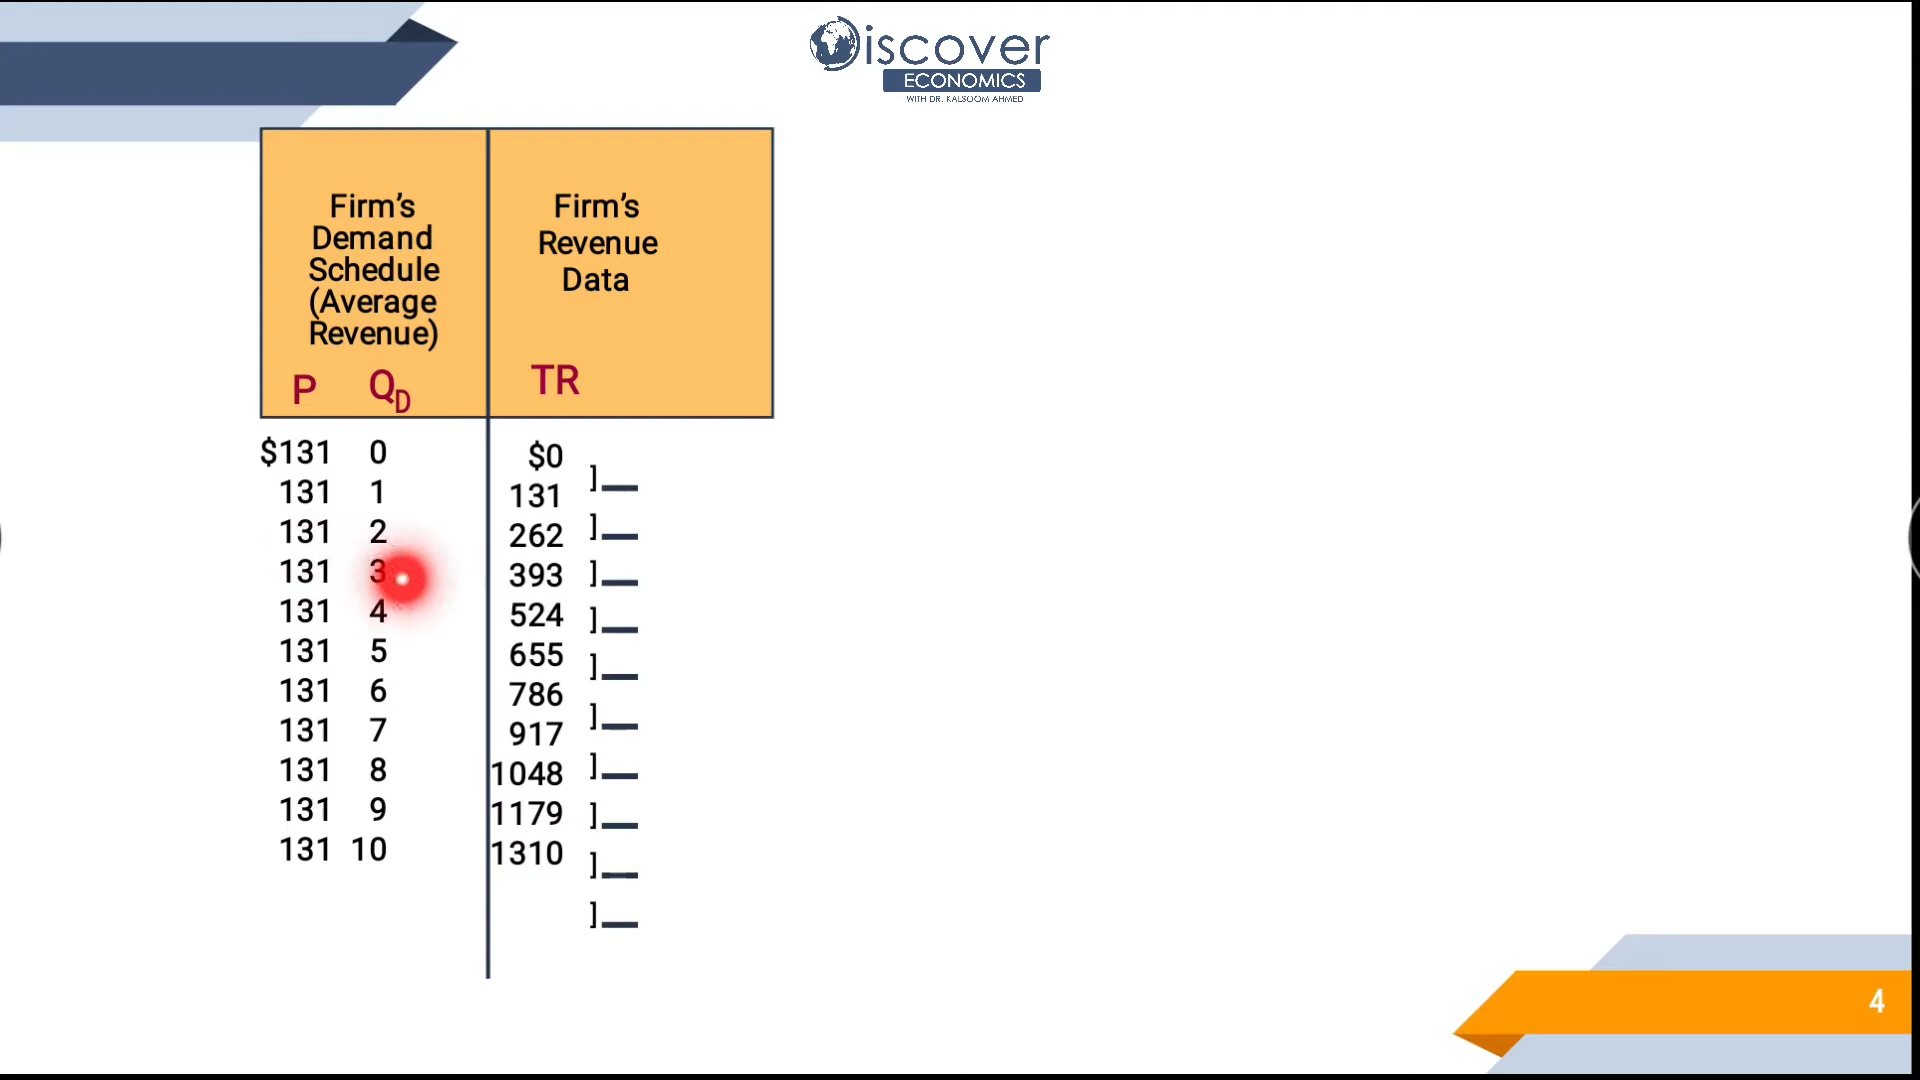 Discover
ECONOMICS
WITH DR. KALSOOM AHMED
Firm's
Demand
Schedule
(Average
Revenue)
P QD
Firm's
Revenue
Data
TR
$131 0 $0
131 1 131
131 2 262
131 3 393
131 4 524
131 5 655
131 6 786
131 7 917
131 8 1048
131 9 1179
131 10 1310
]
]
]
]
]
]
]
]
]
]
4